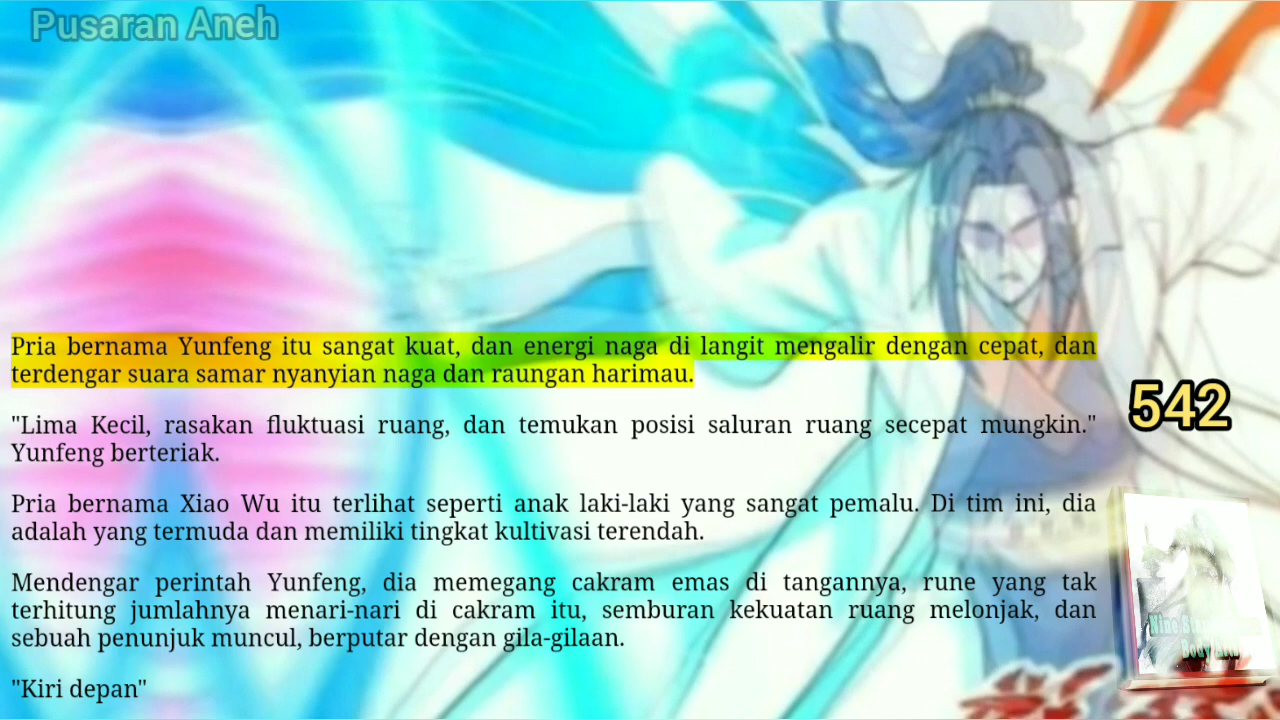 Pusaran Aneh
Pria bernama Yunfeng itu sangat kuat, dan energi naga di langit mengalir dengan cepat, dan
terdengar suara samar nyanyian naga dan raungan harimau.
"Lima Kecil, rasakan fluktuasi ruang, dan temukan posisi saluran ruang secepat mungkin."
Yunfeng berteriak.
Pria bernama Xiao Wu itu terlihat seperti anak laki-laki yang sangat pemalu. Di tim ini, dia
adalah yang termuda dan memiliki tingkat kultivasi terendah.
Mendengar perintah Yunfeng, dia memegang cakram emas di tangannya, rune yang tak
terhitung jumlahnya menari-nari di cakram itu, semburan kekuatan ruang melonjak, dan
sebuah penunjuk muncul, berputar dengan gila-gilaan.
"Kiri depan"
542
Nine
Body